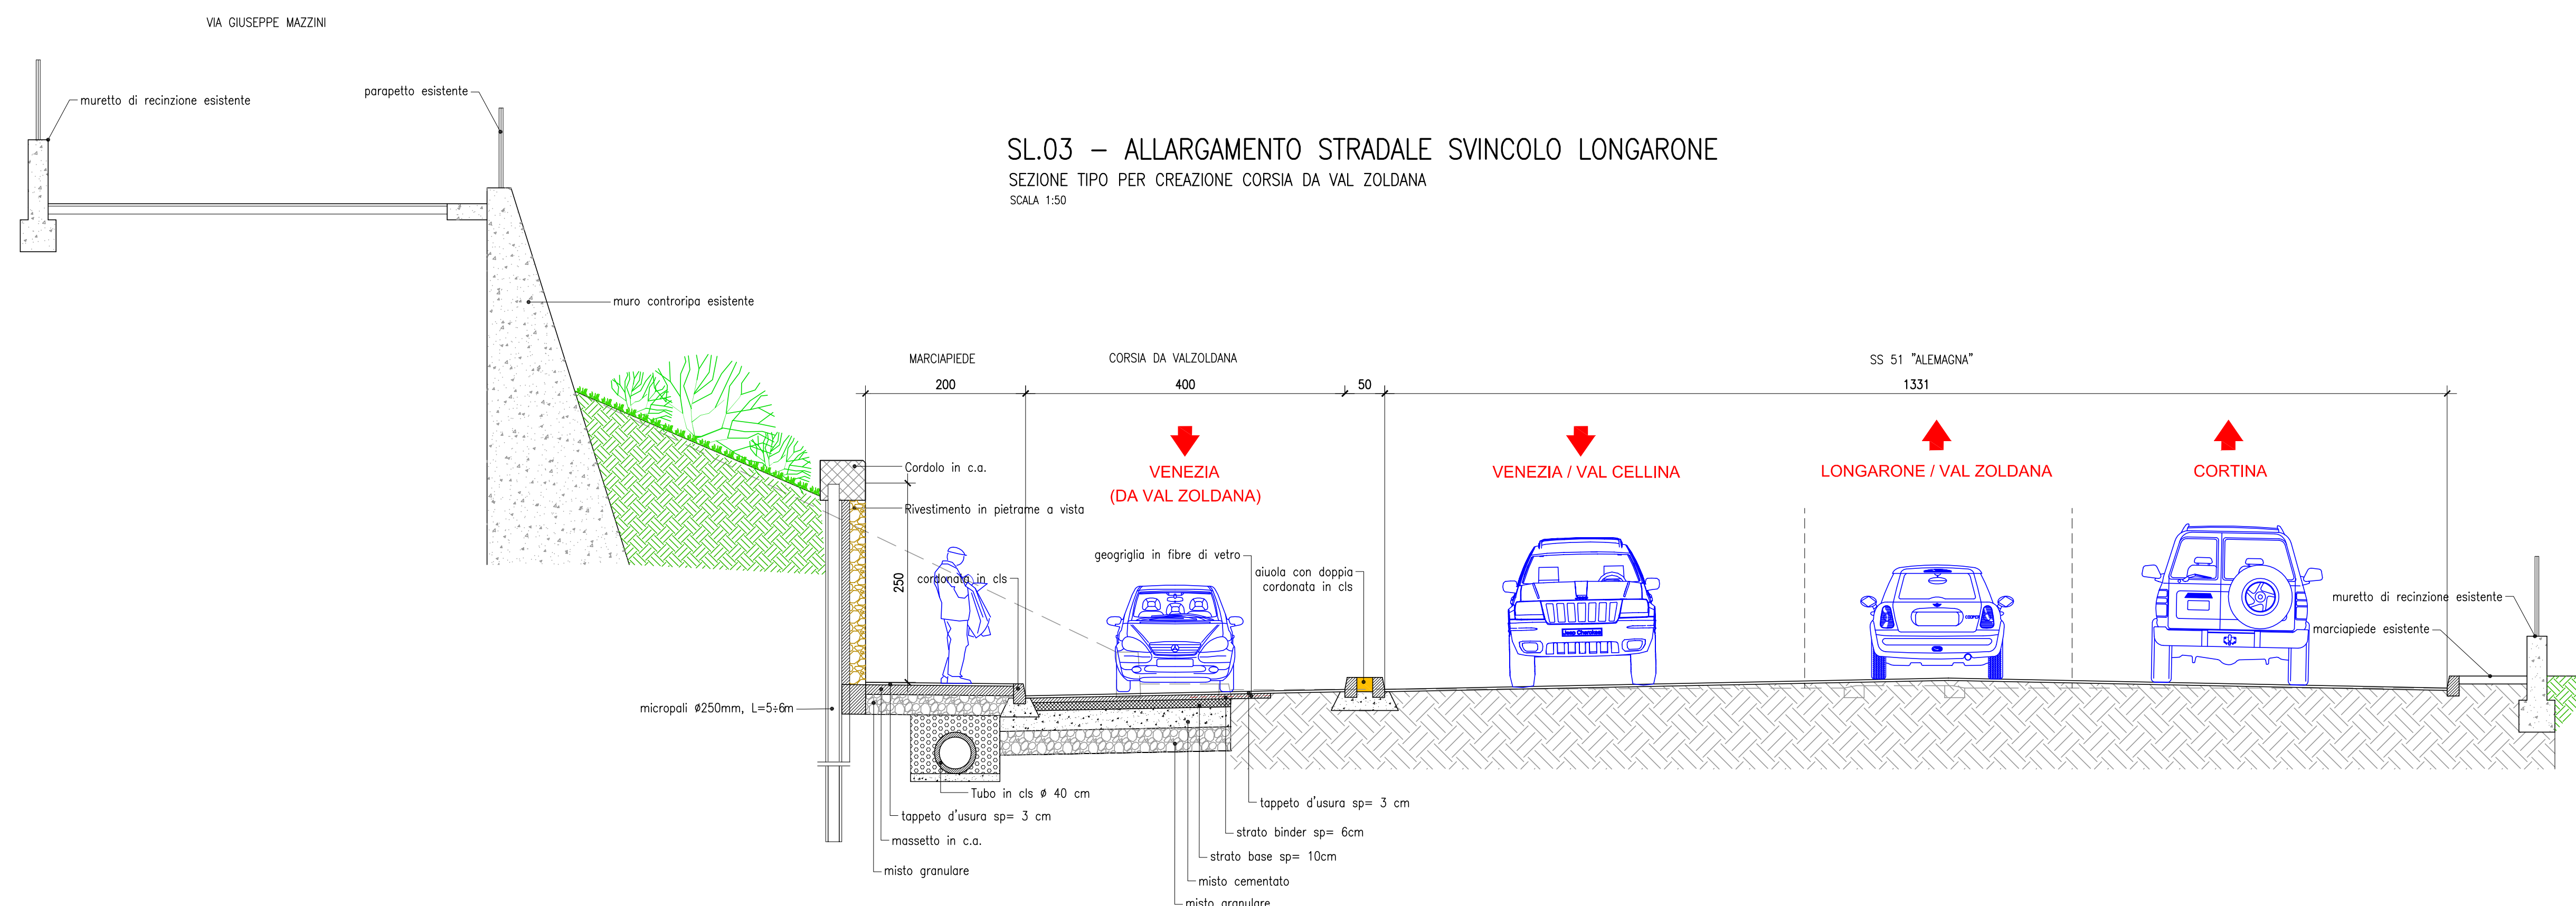 VIA GIUSEPPE MAZZINI
muretto di recinzione esistente
parapetto esistente
SL.03 – ALLARGAMENTO STRADALE SVINCOLO LONGARONE
SEZIONE TIPO PER CREAZIONE CORSIA DA VAL ZOLDANA
SCALA 1:50
muro controripa esistente
MARCIAPIEDE
CORSIA DA VALZOLDANA
SS 51 "ALEMAGNA"
200
400
50
1331
Cordolo in c.a.
VENEZIA
(DA VAL ZOLDANA)
VENEZIA / VAL CELLINA
LONGARONE / VAL ZOLDANA
CORTINA
Rivestimento in pietrame a vista
geogriglia in fibre di vetro
aiuola con doppia
cordonata in cls
cordonata in cls
250
muretto di recinzione esistente
marciapiede esistente
Jeep Cherokee
COOPER
micropali ø250mm, L=5÷6m
Tubo in cls ø 40 cm
tappeto d'usura sp= 3 cm
massetto in c.a.
misto granulare
tappeto d'usura sp= 3 cm
strato binder sp= 6cm
strato base sp= 10cm
misto cementato
misto granulare